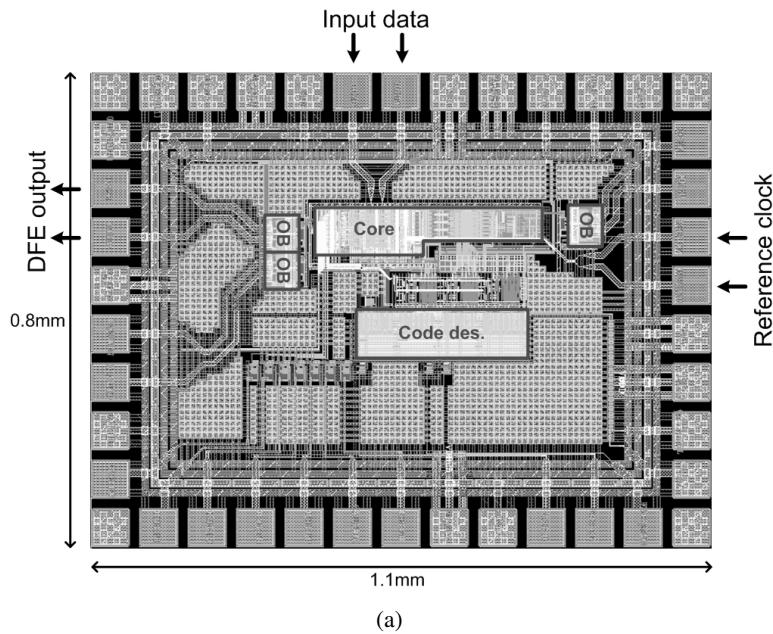 Input data
DFE output
OB
OB
Core
OB
Reference clock
Code des.
0.8mm
1.1mm
(a)